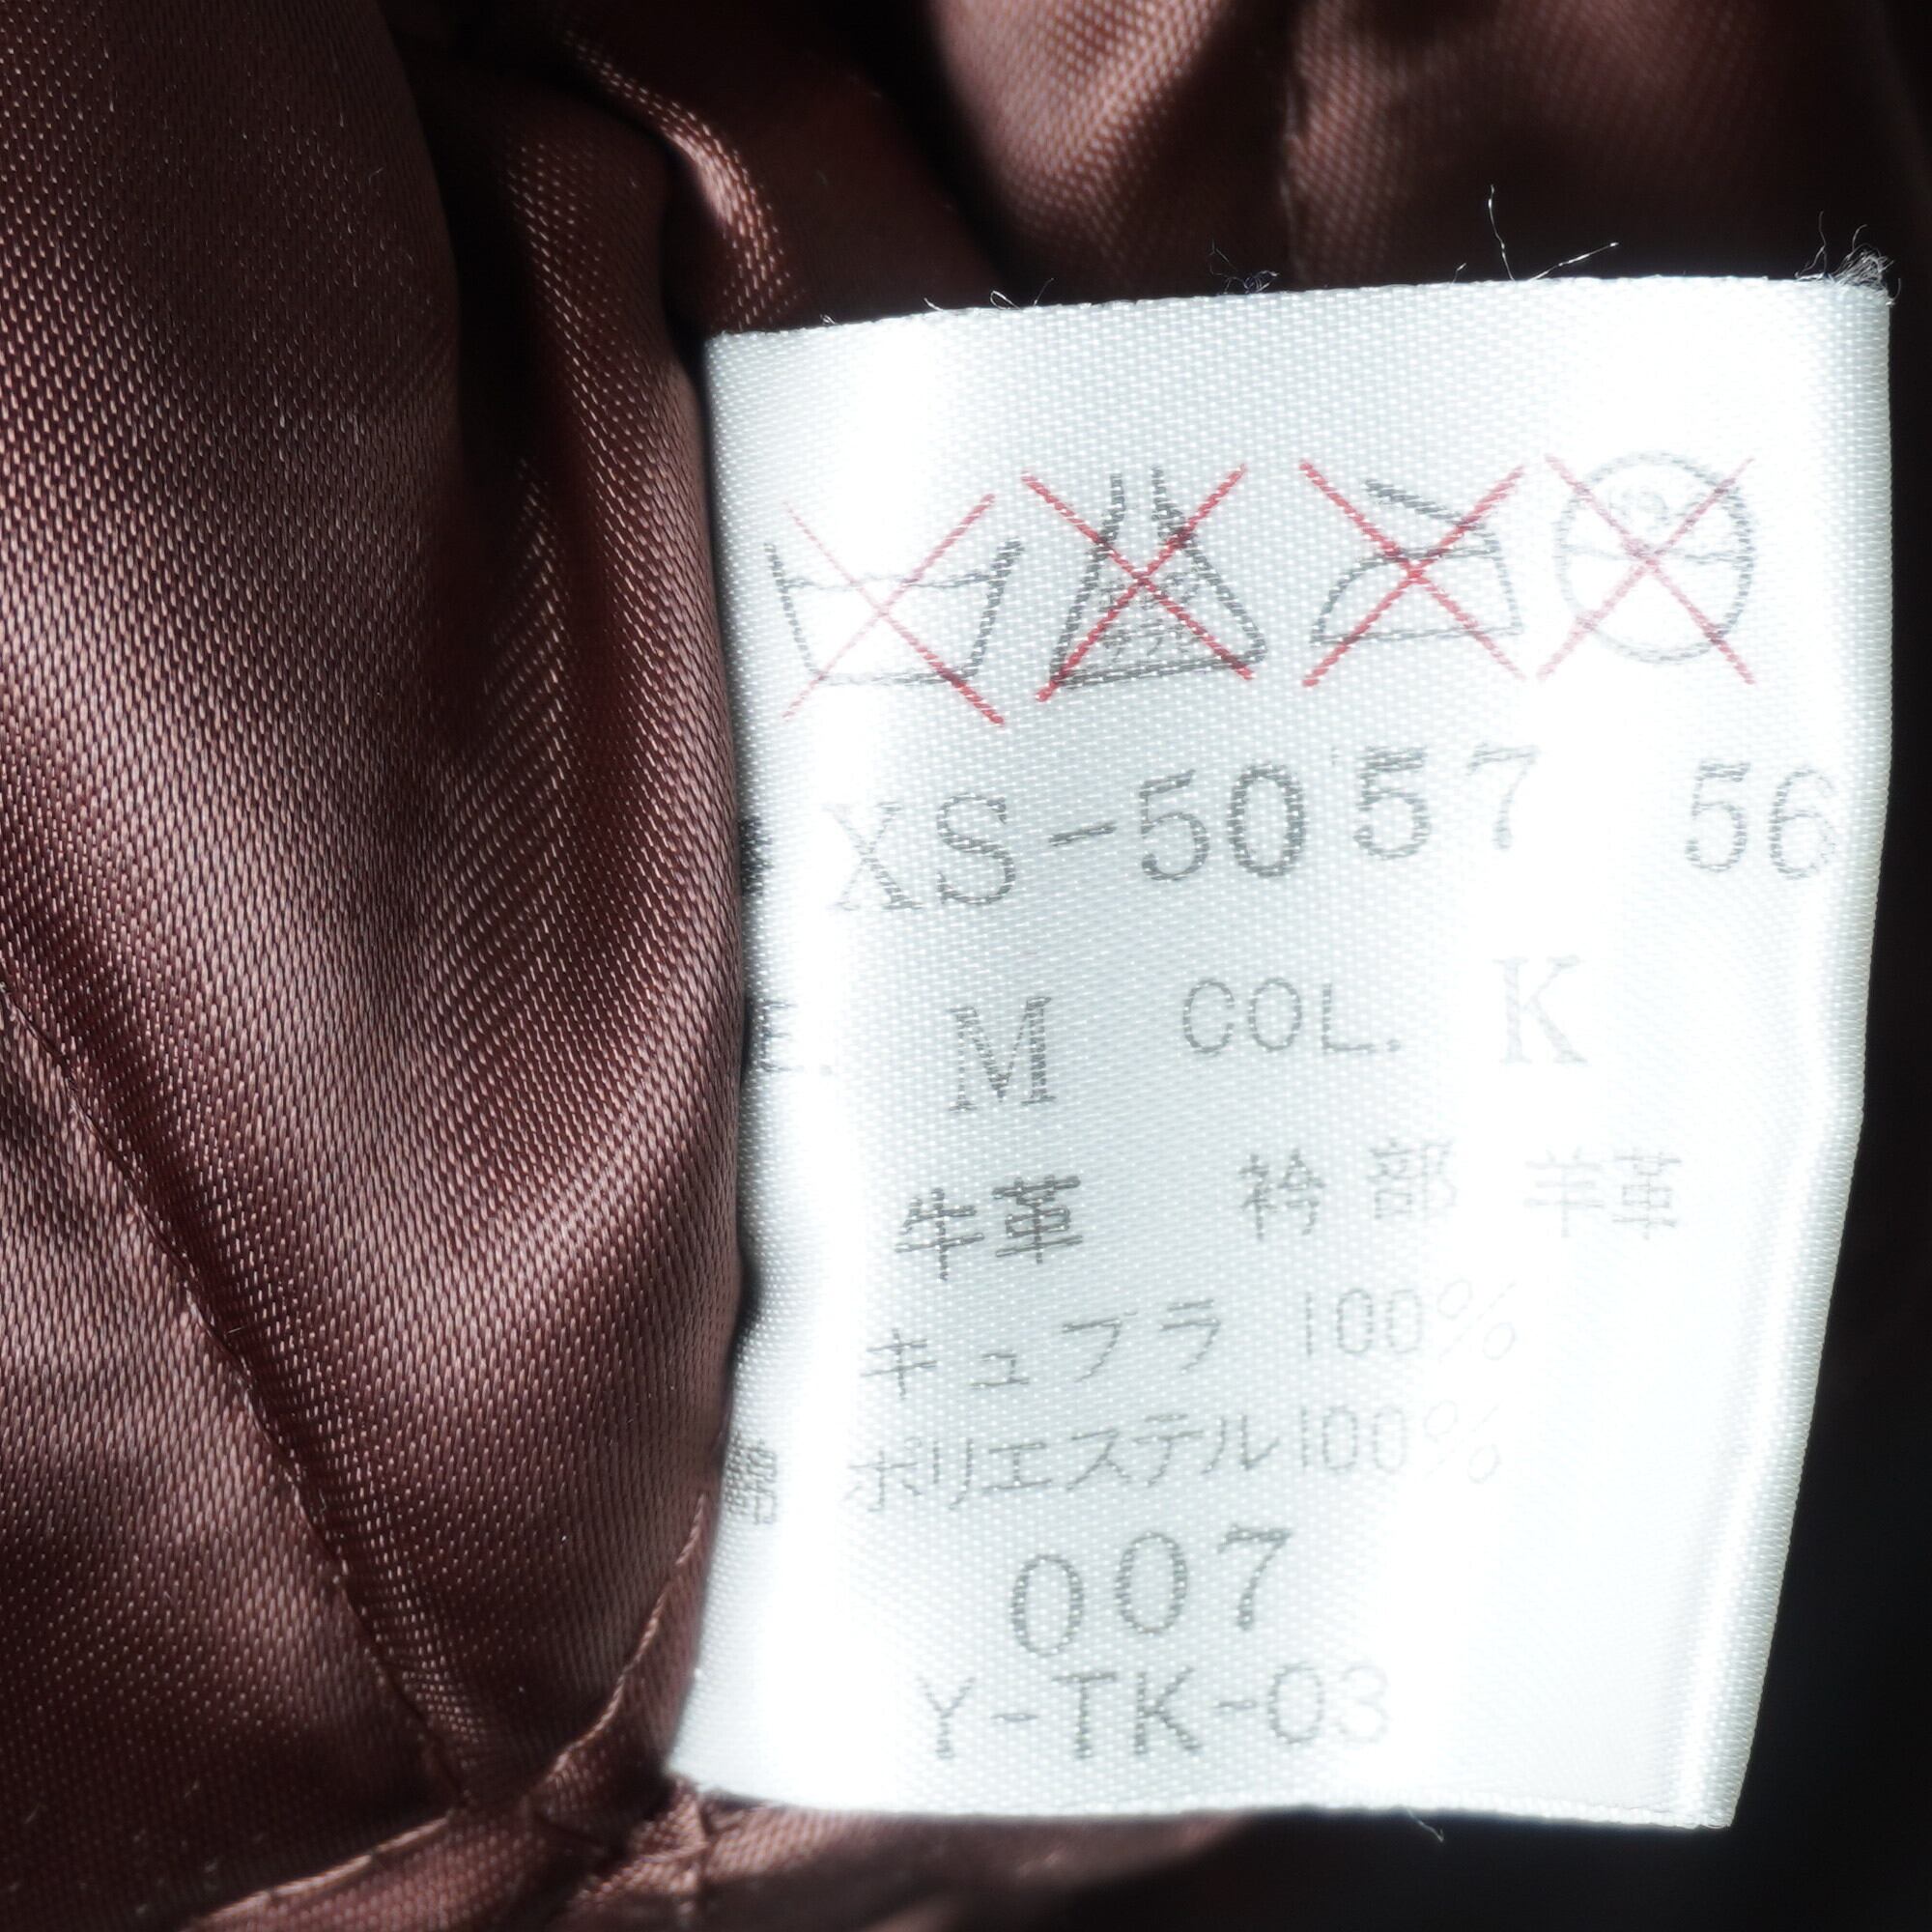 XS-5057 56
E. M COL. K
牛革 衿部 羊革
キュプラ 100%
綿 ポリエステル100%
007
Y-TK-03